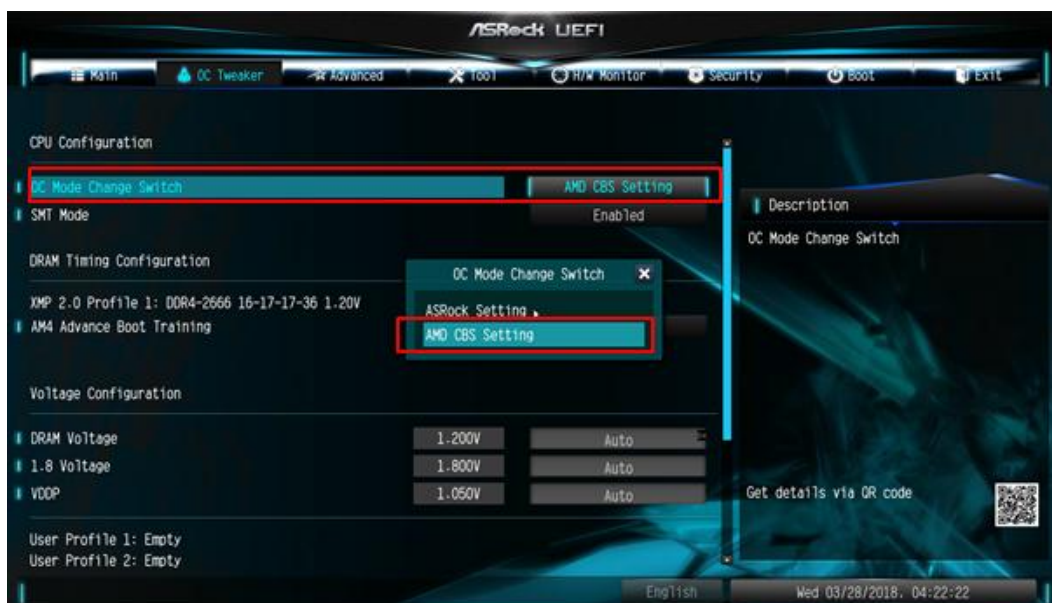 ASRock UEFI
Main OC Tweaker Advanced Tool H/W Monitor Security Boot Exit
CPU Configuration
OC Mode Change Switch AMD CBS Setting
SMT Mode Enabled
DRAM Timing Configuration
XMP 2.0 Profile 1: DDR4-2666 16-17-17-36 1.20V
AM4 Advance Boot Training
OC Mode Change Switch
ASRock Setting
AMD CBS Setting
Voltage Configuration
DRAM Voltage 1.200V Auto
1.8 Voltage 1.800V Auto
VDDP 1.050V Auto
User Profile 1: Empty
User Profile 2: Empty
Description
OC Mode Change Switch
Get details via QR code
English Wed 03/28/2018. 04:22:22